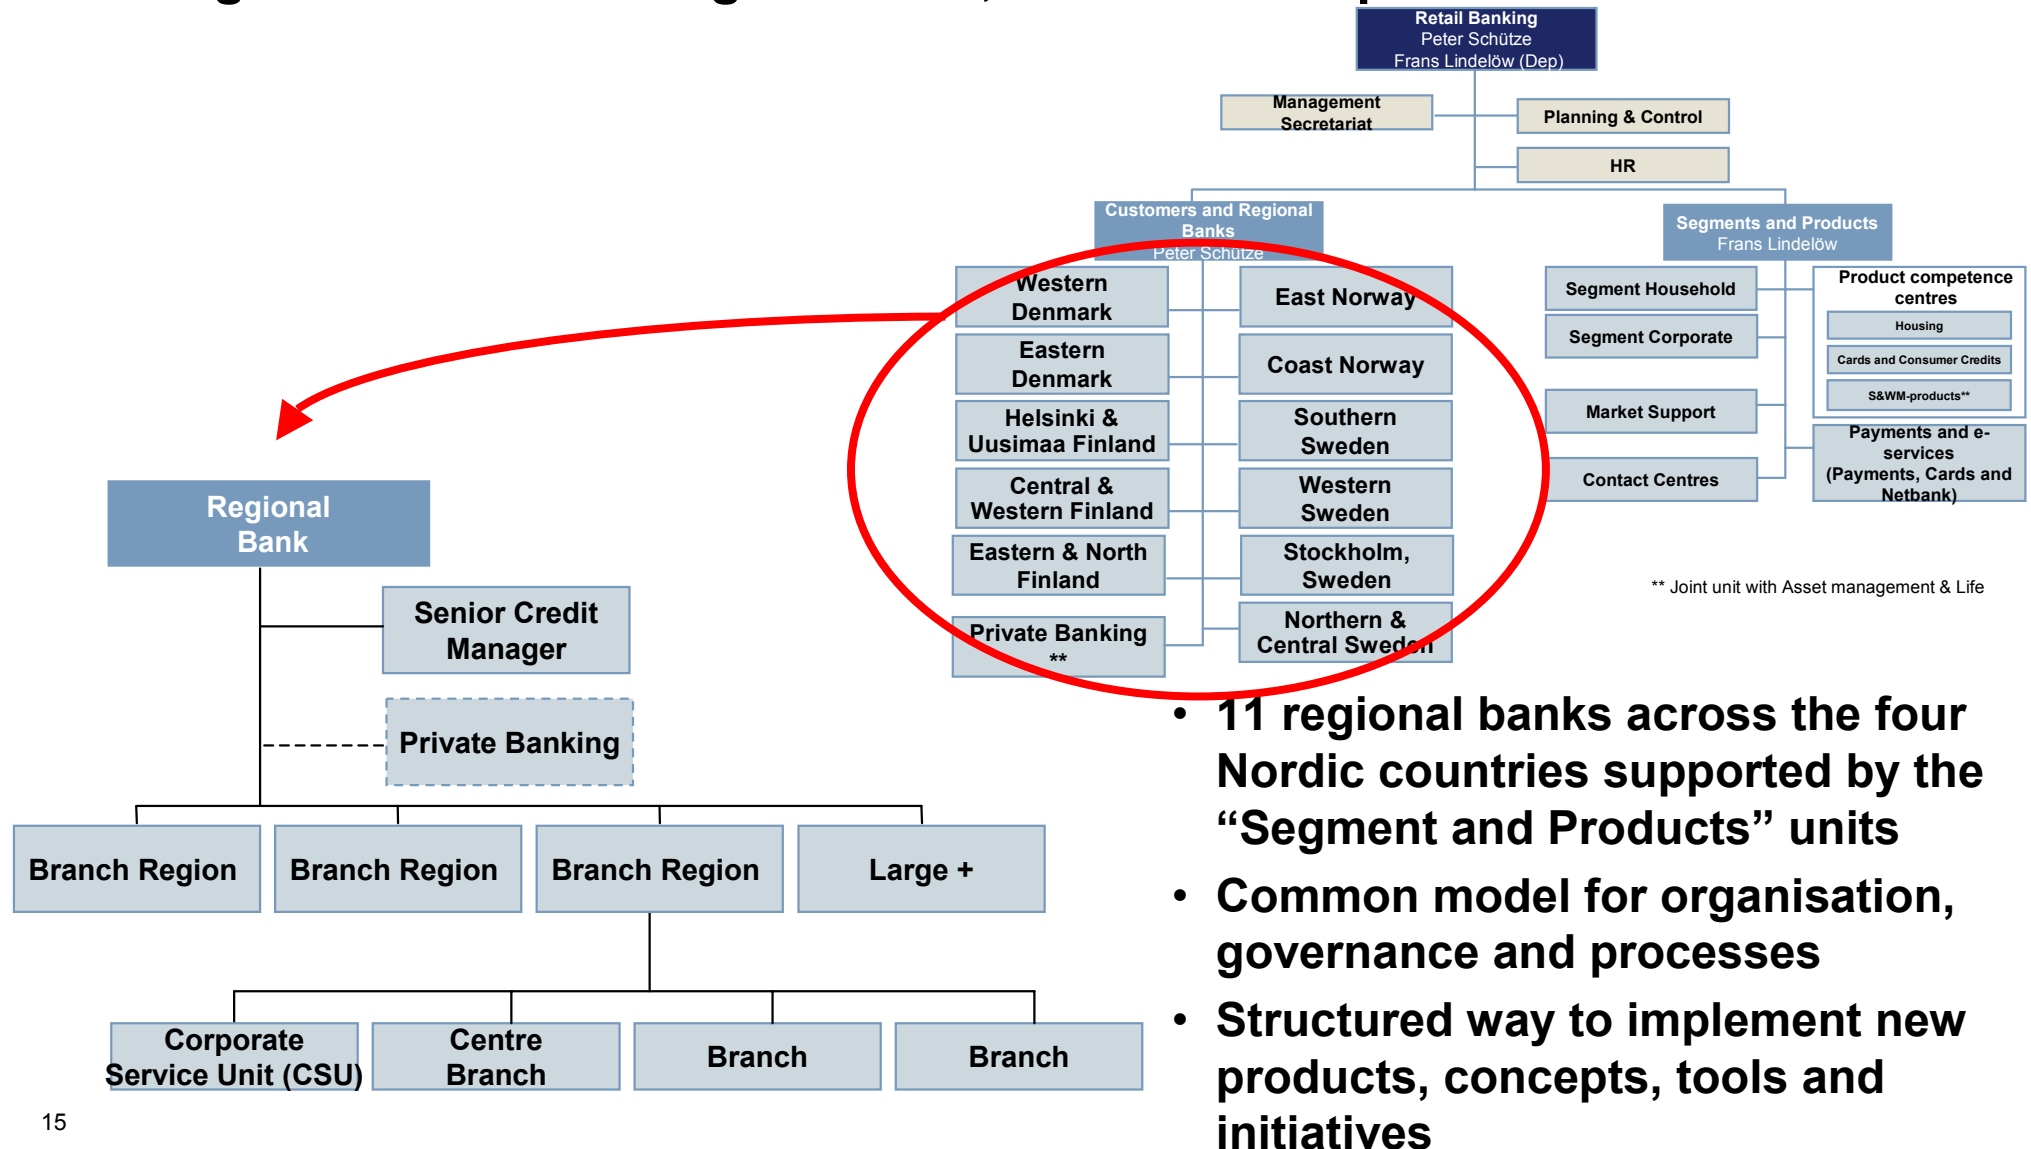 Retail Banking
Peter Schütze
Frans Lindelöw (Dep)
Management
Secretariat
Planning & Control
HR
Customers and Regional
Banks
Peter Schütze
Segments and Products
Frans Lindelöw
Western
Denmark
East Norway
Eastern
Denmark
Coast Norway
Helsinki &
Uusimaa Finland
Southern
Sweden
Central &
Western Finland
Western
Sweden
Eastern & North
Finland
Stockholm,
Sweden
Private Banking
**
Northern &
Central Sweden
Segment Household
Segment Corporate
Market Support
Contact Centres
Product competence
centres
Housing
Cards and Consumer Credits
S&WM-products**
Payments and e-
services
(Payments, Cards and
Netbank)
** Joint unit with Asset management & Life
Regional
Bank
Senior Credit
Manager
Private Banking
Branch Region
Branch Region
Branch Region
Large +
Corporate
Service Unit (CSU)
Centre
Branch
Branch
Branch
• 11 regional banks across the four
Nordic countries supported by the
“Segment and Products” units
• Common model for organisation,
governance and processes
• Structured way to implement new
products, concepts, tools and
initiatives
15